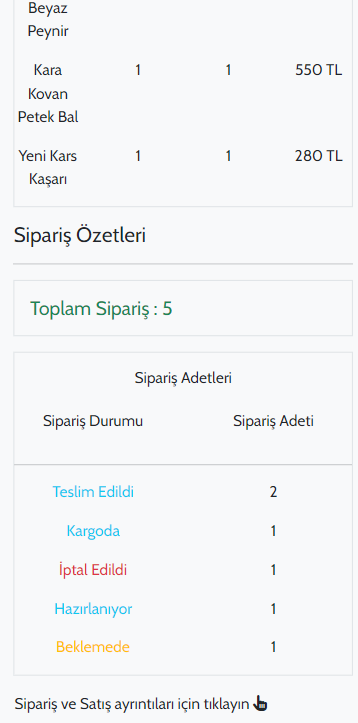 Beyaz
Peynir
Kara Kovan Petek Bal 1 1 550 TL
Yeni Kars Kaşarı 1 1 280 TL
Sipariş Özetleri
Toplam Sipariş : 5
Sipariş Adetleri
Sipariş Durumu Sipariş Adeti
Teslim Edildi 2
Kargoda 1
İptal Edildi 1
Hazırlanıyor 1
Beklemede 1
Sipariş ve Satış ayrıntıları için tıklayın